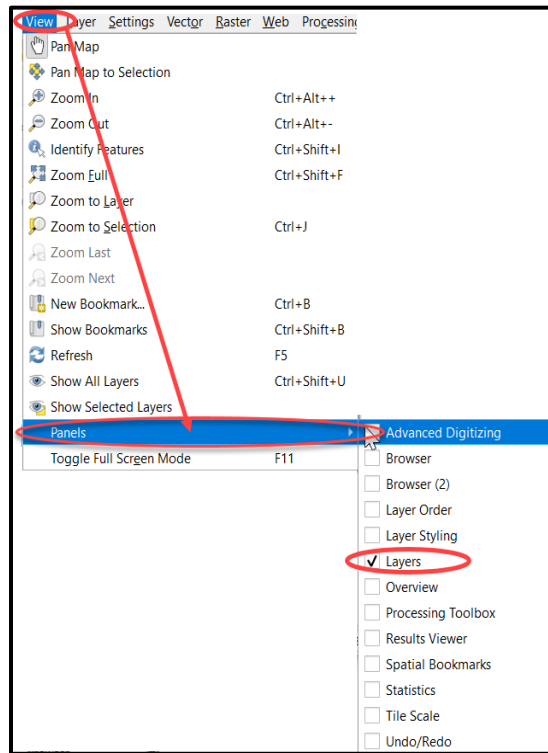 View Layer Settings Vector Raster Web Processing
Pan Map
Pan Map to Selection
Zoom In Ctrl+Alt++
Zoom Out Ctrl+Alt+-
Identify Features Ctrl+Shift+I
Zoom Full Ctrl+Shift+F
Zoom to Layer
Zoom to Selection Ctrl+J
Zoom Last
Zoom Next
New Bookmark... Ctrl+B
Show Bookmarks Ctrl+Shift+B
Refresh F5
Show All Layers Ctrl+Shift+U
Show Selected Layers
Panels
Toggle Full Screen Mode F11
Advanced Digitizing
Browser
Browser (2)
Layer Order
Layer Styling
Layers
Overview
Processing Toolbox
Results Viewer
Spatial Bookmarks
Statistics
Tile Scale
Undo/Redo